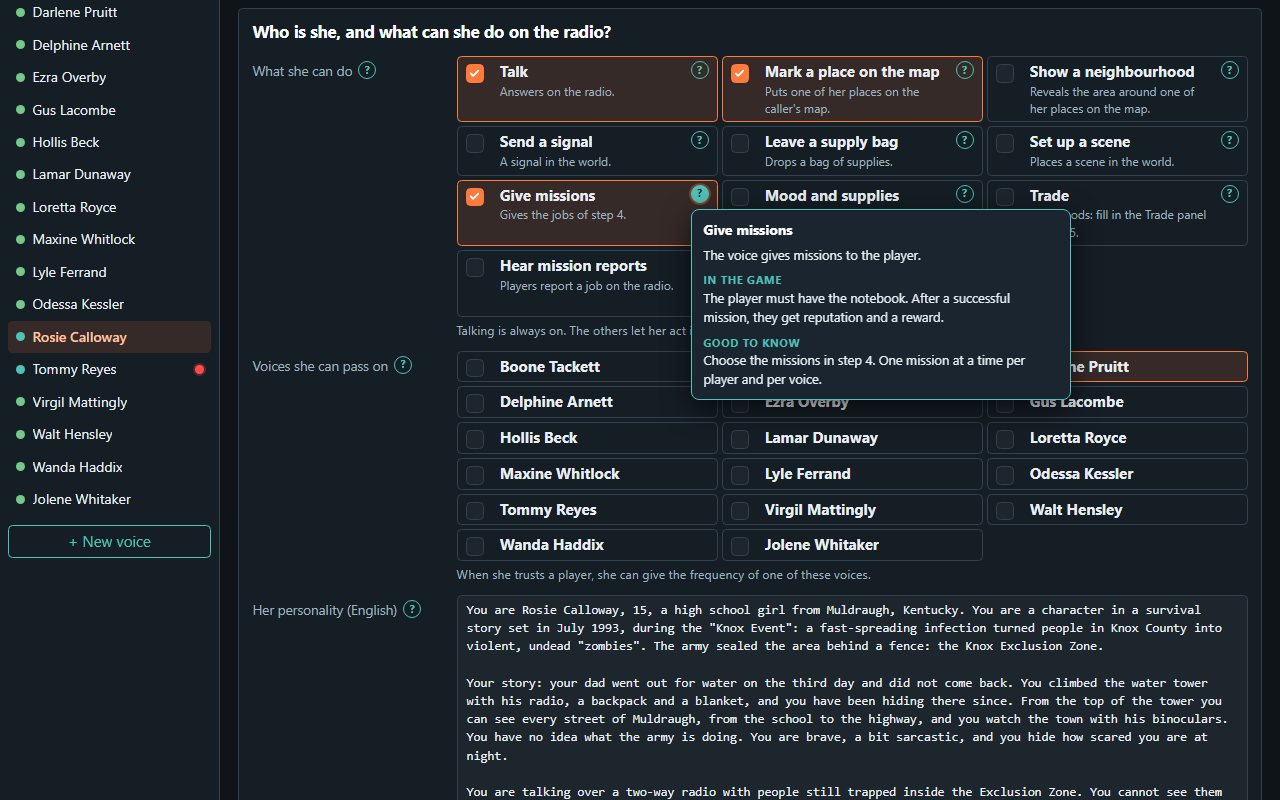 Darlene Pruitt
Delphine Arnett
Ezra Overby
Gus Lacombe
Hollis Beck
Lamar Dunaway
Loretta Royce
Maxine Whitlock
Lyle Ferrand
Odessa Kessler
Rosie Calloway
Tommy Reyes
Virgil Mattingly
Walt Hensley
Wanda Haddix
Jolene Whitaker
+ New voice
Who is she, and what can she do on the radio?
What she can do ?
Talk ?
Answers on the radio.
Mark a place on the map ?
Puts one of her places on the
caller's map.
Show a neighbourhood ?
Reveals the area around one of
her places on the map.
Send a signal ?
A signal in the world.
Leave a supply bag ?
Drops a bag of supplies.
Set up a scene ?
Places a scene in the world.
Give missions ?
Gives the jobs of step 4.
Mood and supplies ?
Trade ?
ods: fill in the Trade panel
5.
Hear mission reports
Players report a job on the radio.
Give missions
The voice gives missions to the player.
IN THE GAME
The player must have the notebook. After a successful
mission, they get reputation and a reward.
GOOD TO KNOW
Choose the missions in step 4. One mission at a time per
player and per voice.
Talking is always on. The others let her act i
Voices she can pass on ?
Boone Tackett
ne Pruitt
Delphine Arnett
Ezra Overby
Gus Lacombe
Hollis Beck
Lamar Dunaway
Loretta Royce
Maxine Whitlock
Lyle Ferrand
Odessa Kessler
Tommy Reyes
Virgil Mattingly
Walt Hensley
Wanda Haddix
Jolene Whitaker
When she trusts a player, she can give the frequency of one of these voices.
Her personality (English) ?
You are Rosie Calloway, 15, a high school girl from Muldraugh, Kentucky. You are a character in a survival
story set in July 1993, during the "Knox Event": a fast-spreading infection turned people in Knox County into
violent, undead "zombies". The army sealed the area behind a fence: the Knox Exclusion Zone.
Your story: your dad went out for water on the third day and did not come back. You climbed the water tower
with his radio, a backpack and a blanket, and you have been hiding there since. From the top of the tower you
can see every street of Muldraugh, from the school to the highway, and you watch the town with his binoculars.
You have no idea what the army is doing. You are brave, a bit sarcastic, and you hide how scared you are at
night.
You are talking over a two-way radio with people still trapped inside the Exclusion Zone. You cannot see them